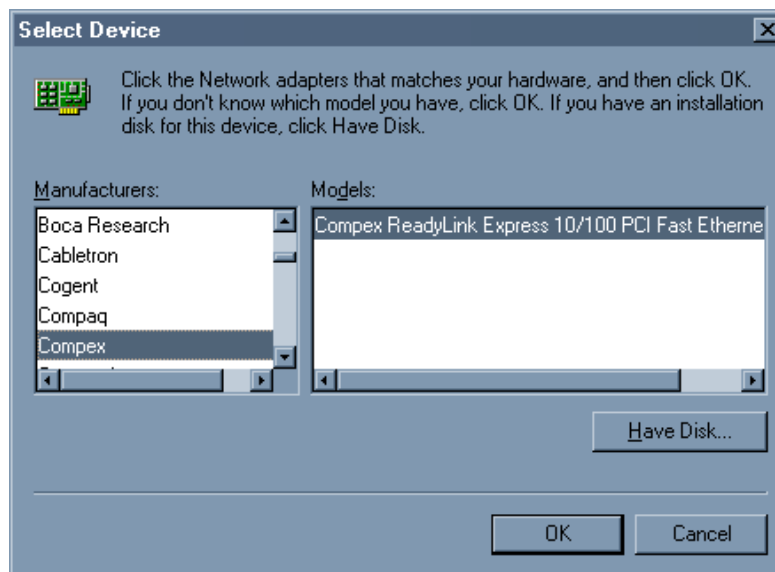 Select Device
Click the Network adapters that matches your hardware, and then click OK.
If you don't know which model you have, click OK. If you have an installation
disk for this device, click Have Disk.
Manufacturers:
Models:
Boca Research
Cabletron
Cogent
Compaq
Compex
Compex ReadyLink Express 10/100 PCI Fast Etherne
Have Disk...
OK
Cancel